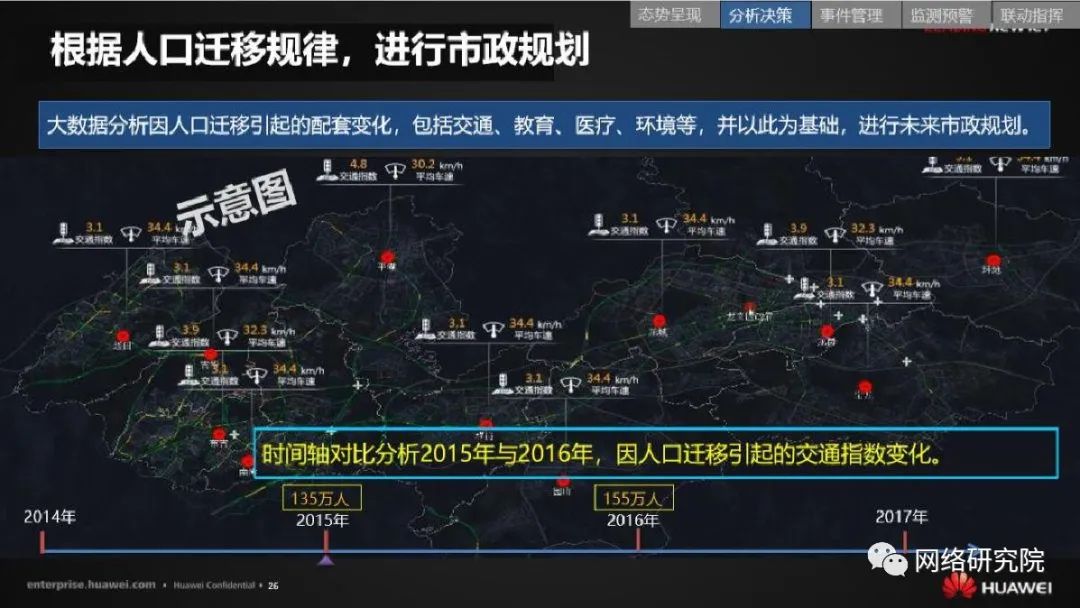 态势呈现 分析决策 事件管理 监测预警 联动指挥
根据人口迁移规律，进行市政规划
大数据分析因人口迁移引起的配套变化，包括交通、教育、医疗、环境等，并以此为基础，进行未来市政规划。
示意图
4.8 交通指数 30.2 km/h 平均车速
3.1 交通指数 34.4 km/h 平均车速
3.1 交通指数 34.4 平均车速
3.1 交通指数 34.4 km/h 平均车速
3.9 交通指数 32.3 km/h 平均车速
3.1 交通指数 34.4 km/h 平均车速
平湖
3.1 交通指数 34.4 km/h 平均车速
3.1 交通指数 34.4 km/h 平均车速
3.9 交通指数 32.3 km/h 平均车速
3.1 交通指数 34.4 km/h 平均车速
3.1 交通指数 34.4 km/h 平均车速
龙城
坂田
3.1 交通指数 34.4 km/h 平均车速
时间轴对比分析2015年与2016年，因人口迁移引起的交通指数变化。
135万人 155万人
2014年 2015年 2016年 2017年
网络研究院
enterprise.huawei.com • Huawei Confidential • 26
HUAWEI